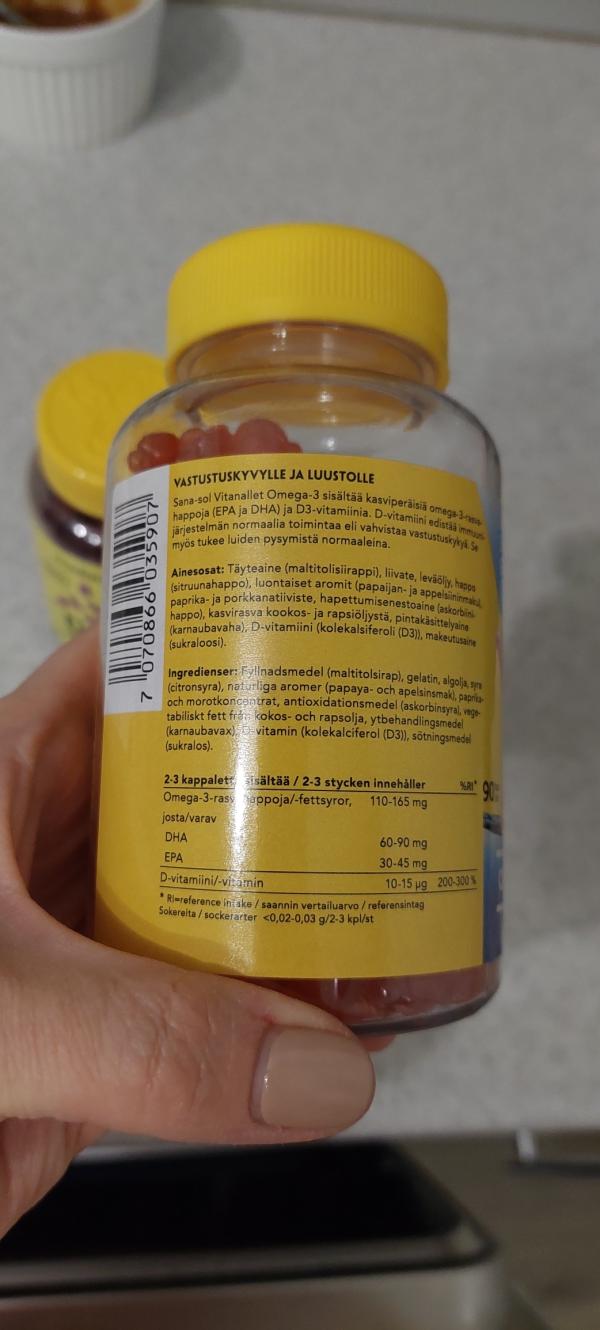 VASTUSTUSKYVYLLE JA LUUSTOLLE
Sana-sol Vitanallet Omega-3 sisältää kasviperäisiä omega-3-rasva-
happoja (EPA ja DHA) ja D3-vitamiinia. D-vitamiini edistää immuuni-
järjestelmän normaalia toimintaa eli vahvistaa vastustuskykyä. Se
myös tukee luiden pysymistä normaaleina.
Ainesosat: Täyteaine (maltitolisiirappi), liivate, leväöljy, happo
(sitruunahappo), luontaiset aromit (papaijan- ja appelsiininmaku),
paprika- ja porkkanatiiviste, hapettumisenestoaine (askorbiini-
happo), kasvirasva kookos- ja rapsiöljystä, pintakäsittelyaine
(karnaubavaha), D-vitamiini (kolekalsiferoli (D3)), makeutusaine
(sukraloosi).
Ingredienser: Fyllnadsmedel (maltitolsirap), gelatin, algolja, syra
(citronsyra), naturliga aromer (papaya- och apelsinsmak), paprika-
och morotkoncentrat, antioxidationsmedel (askorbinsyra), vege-
tabiliskt fett från kokos- och rapsolja, ytbehandlingsmedel
(karnaubavax), D-vitamin (kolekalciferol (D3)), sötningsmedel
(sukralos).
2-3 kappaletta sisältää / 2-3 stycken innehåller %RI*
Omega-3-rasvahappoja/-fettsyror, 110-165 mg
josta/varav
DHA 60-90 mg
EPA 30-45 mg
D-vitamiini/-vitamin 10-15 µg 200-300 %
* RI=reference intake / saannin vertailuarvo / referensintag
Sokereita / sockerarter <0,02-0,03 g/2-3 kpl/st
7 070866 035907
90